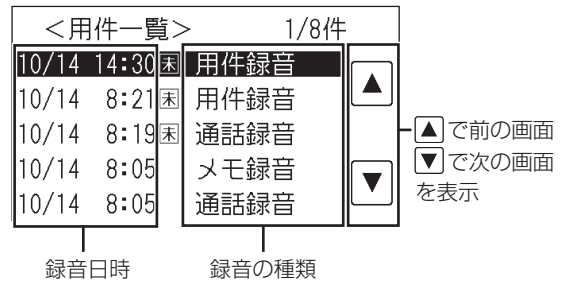 <用件一覧> 1/8件
10/14 14:30 未 用件録音
10/14 8:21 未 用件録音
10/14 8:19 未 通話録音
10/14 8:05 メモ録音
10/14 8:05 通話録音
▲
▼
▲で前の画面
▼で次の画面
を表示
録音日時
録音の種類